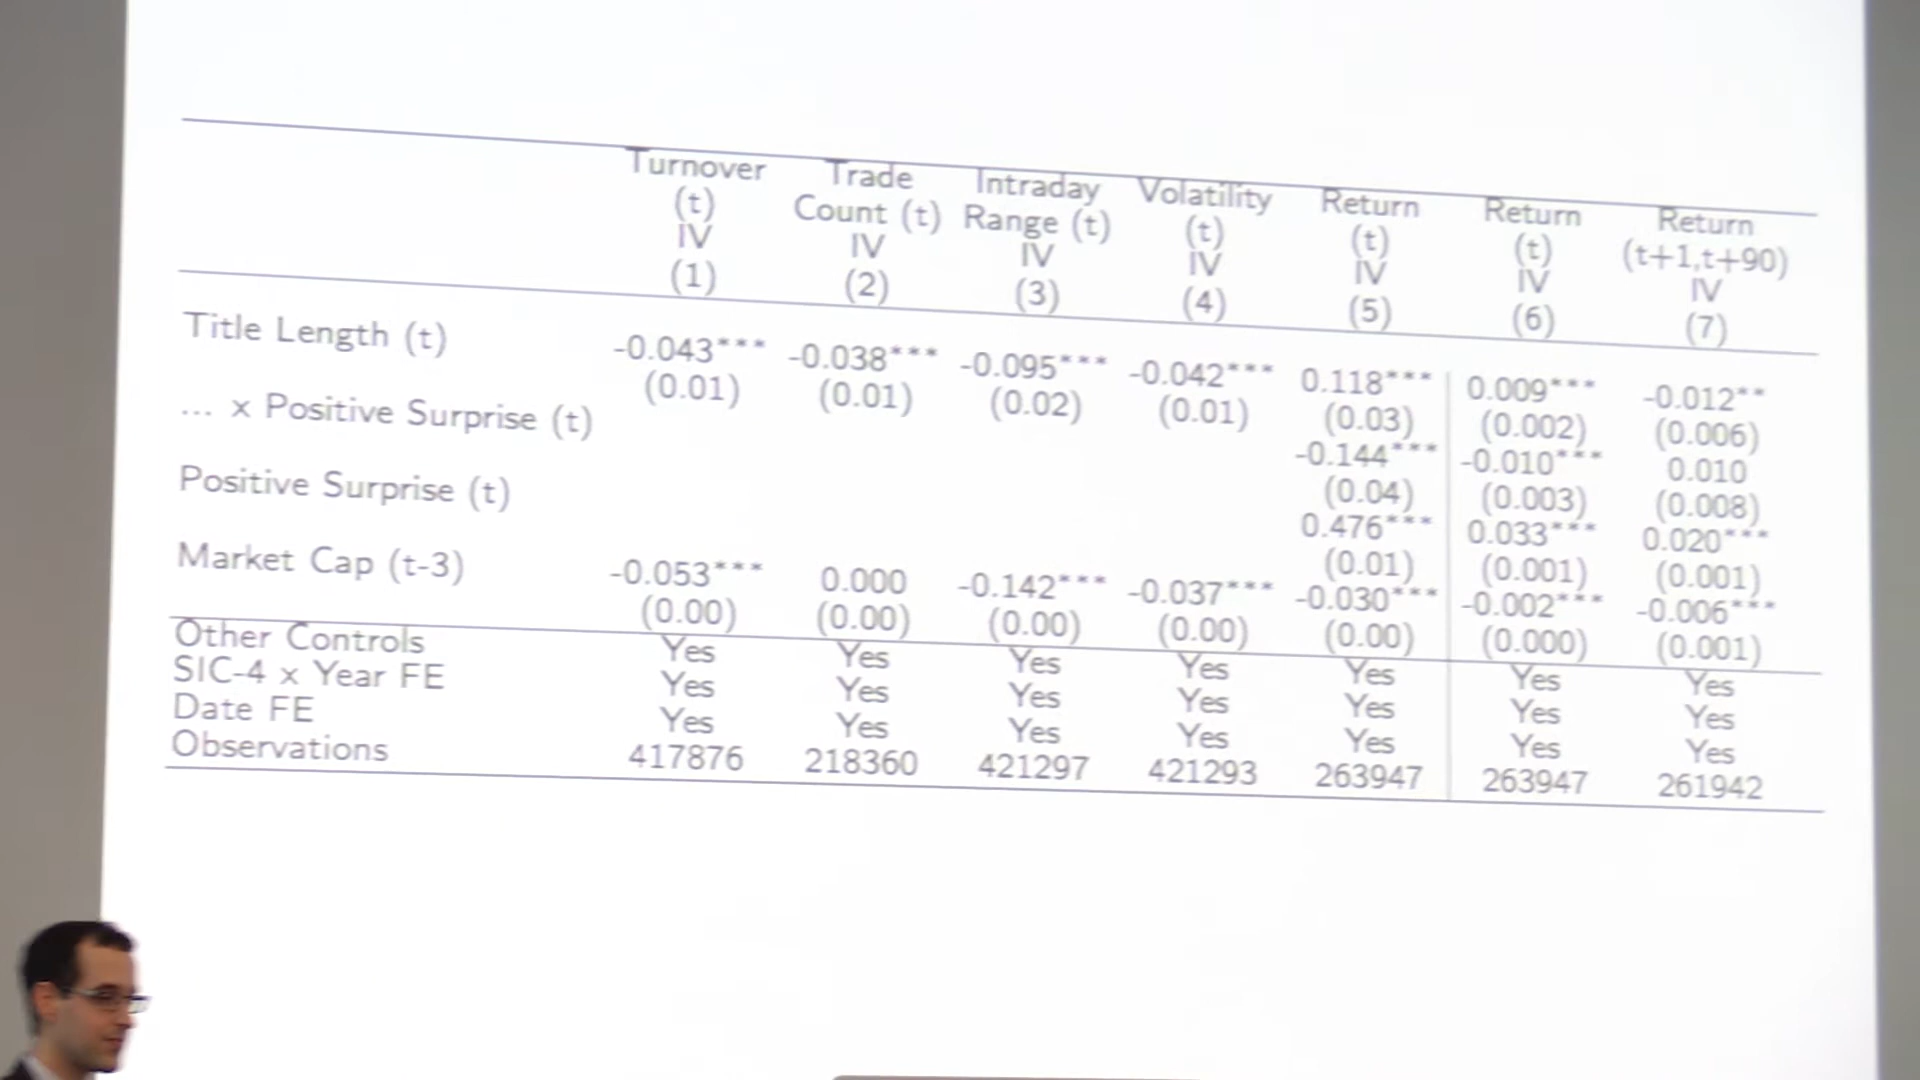 Turnover Trade Intraday Volatility Return Return Return
(t) Count (t) Range (t) (t) (t) (t) (t+1,t+90)
IV IV IV IV IV IV IV
(1) (2) (3) (4) (5) (6) (7)
Title Length (t) -0.043*** -0.038*** -0.095*** -0.042*** 0.118*** 0.009*** -0.012**
(0.01) (0.01) (0.02) (0.01) (0.03) (0.002) (0.006)
... x Positive Surprise (t) -0.144*** -0.010*** 0.010
(0.04) (0.003) (0.008)
Positive Surprise (t) 0.476*** 0.033*** 0.020***
(0.01) (0.001) (0.001)
Market Cap (t-3) -0.053*** 0.000 -0.142*** -0.037*** -0.030*** -0.002*** -0.006***
(0.00) (0.00) (0.00) (0.00) (0.00) (0.000) (0.001)
Other Controls Yes Yes Yes Yes Yes Yes Yes
SIC-4 x Year FE Yes Yes Yes Yes Yes Yes Yes
Date FE Yes Yes Yes Yes Yes Yes Yes
Observations 417876 218360 421297 421293 263947 263947 261942